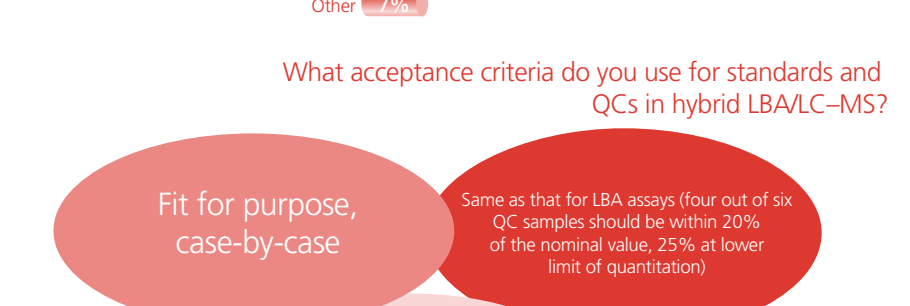 Other 7%
What acceptance criteria do you use for standards and
QCs in hybrid LBA/LC–MS?
Fit for purpose,
case-by-case
Same as that for LBA assays (four out of six
QC samples should be within 20%
of the nominal value, 25% at lower
limit of quantitation)